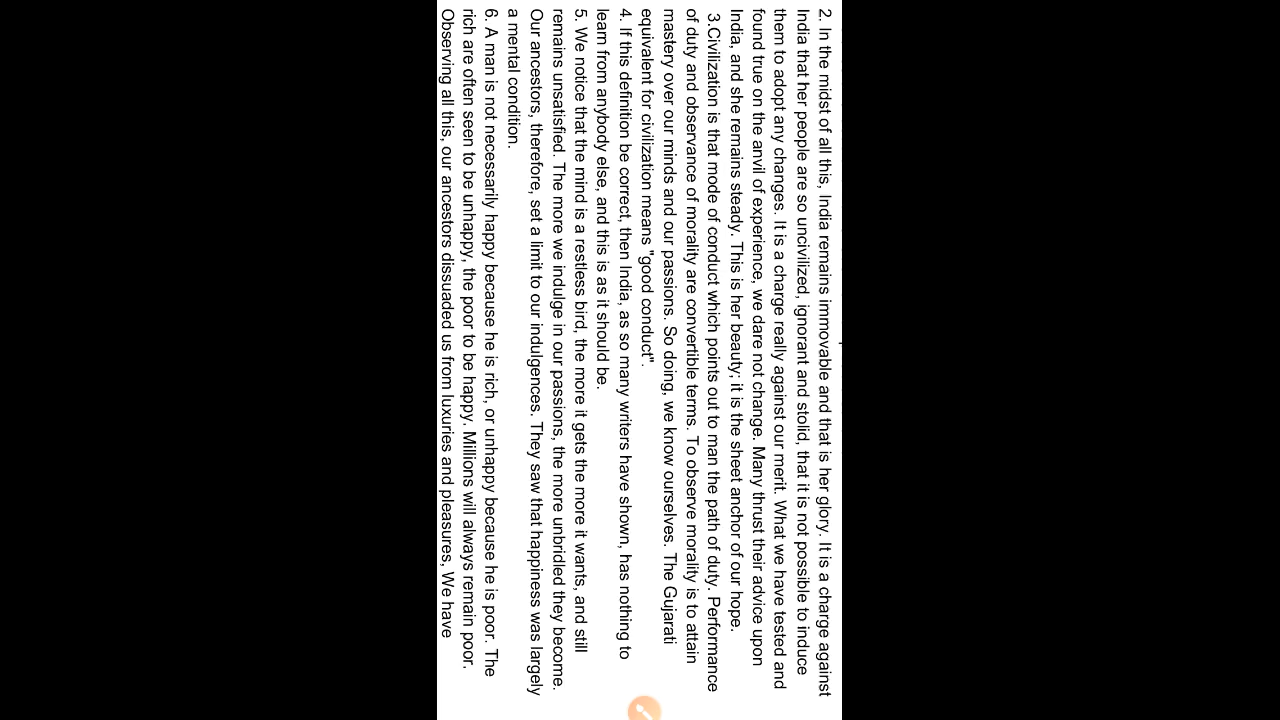 2. In the midst of all this, India remains immovable and that is her glory. It is a charge against
India that her people are so uncivilized, ignorant and stolid, that it is not possible to induce
them to adopt any changes. It is a charge really against our merit. What we have tested and
found true on the anvil of experience, we dare not change. Many thrust their advice upon
India, and she remains steady. This is her beauty; it is the sheet anchor of our hope.
3.Civilization is that mode of conduct which points out to man the path of duty. Performance
of duty and observance of morality are convertible terms. To observe morality is to attain
mastery over our minds and our passions. So doing, we know ourselves. The Gujarati
equivalent for civilization means "good conduct".
4. If this definition be correct, then India, as so many writers have shown, has nothing to
learn from anybody else, and this is as it should be.
5. We notice that the mind is a restless bird, the more it gets the more it wants, and still
remains unsatisfied. The more we indulge in our passions, the more unbridled they become.
Our ancestors, therefore, set a limit to our indulgences. They saw that happiness was largely
a mental condition.
6. A man is not necessarily happy because he is rich, or unhappy because he is poor. The
rich are often seen to be unhappy, the poor to be happy. Millions will always remain poor.
Observing all this, our ancestors dissuaded us from luxuries and pleasures, We have